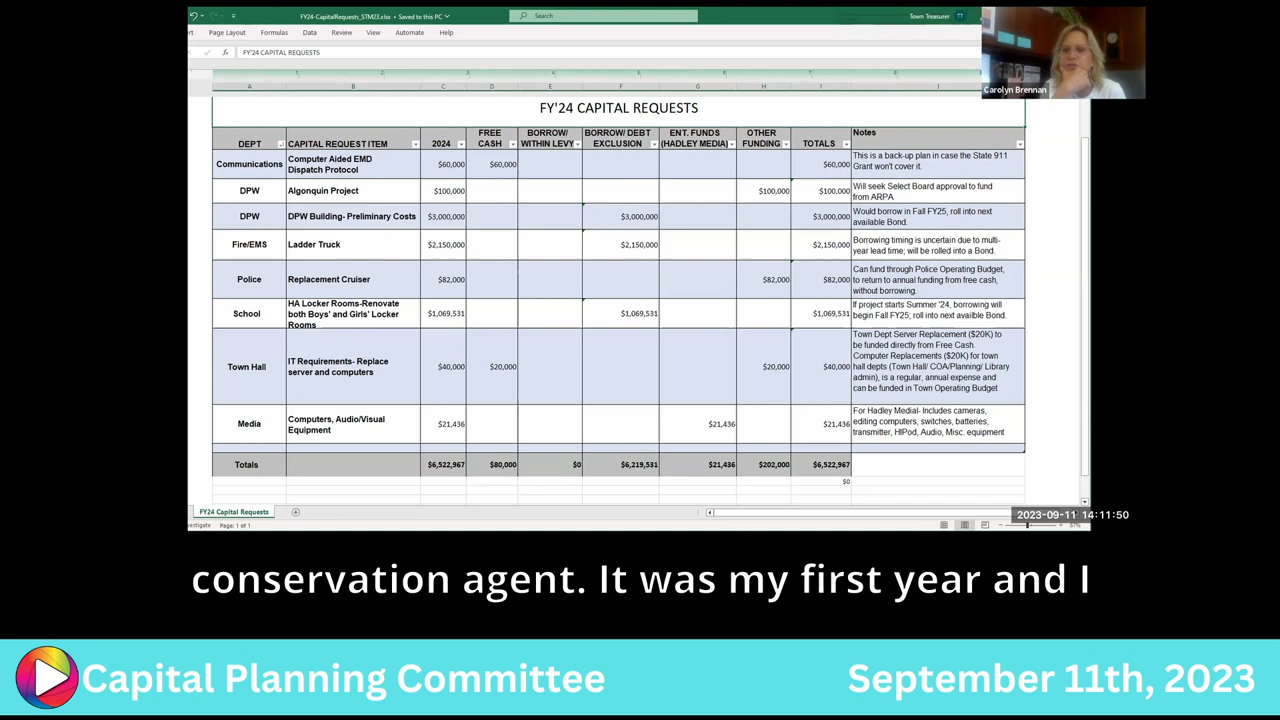 FY24-CapitalRequests_STM23.xlsx • Saved to this PC
Search
Town Treasurer TT
Page Layout Formulas Data Review View Automate Help
fx FY'24 CAPITAL REQUESTS
A B C D E F G H I J
FY'24 CAPITAL REQUESTS
DEPT CAPITAL REQUEST ITEM 2024 FREE CASH BORROW/ WITHIN LEVY BORROW/ DEBT EXCLUSION ENT. FUNDS (HADLEY MEDIA) OTHER FUNDING TOTALS Notes
Communications Computer Aided EMD Dispatch Protocol $60,000 $60,000 $60,000 This is a back-up plan in case the State 911 Grant won't cover it.
DPW Algonquin Project $100,000 $100,000 $100,000 Will seek Select Board approval to fund from ARPA
DPW DPW Building- Preliminary Costs $3,000,000 $3,000,000 $3,000,000 Would borrow in Fall FY25, roll into next available Bond.
Fire/EMS Ladder Truck $2,150,000 $2,150,000 $2,150,000 Borrowing timing is uncertain due to multi-year lead time; will be rolled into a Bond.
Police Replacement Cruiser $82,000 $82,000 $82,000 Can fund through Police Operating Budget, to return to annual funding from free cash, without borrowing.
School HA Locker Rooms-Renovate both Boys' and Girls' Locker Rooms $1,069,531 $1,069,531 $1,069,531 If project starts Summer '24, borrowing will begin Fall FY25; roll into next availble Bond.
Town Hall IT Requirements- Replace server and computers $40,000 $20,000 $20,000 $40,000 Town Dept Server Replacement ($20K) to be funded directly from Free Cash. Computer Replacements ($20K) for town hall depts (Town Hall/ COA/Planning/ Library admin), is a regular, annual expense and can be funded in Town Operating Budget
Media Computers, Audio/Visual Equipment $21,436 $21,436 $21,436 For Hadley Medial- Includes cameras, editing computers, switches, batteries, transmitter, HIPod, Audio, Misc. equipment
Totals $6,522,967 $80,000 $0 $6,219,531 $21,436 $202,000 $6,522,967
$0
FY24 Capital Requests
vestigate Page: 1 of 1
87%
Carolyn Brennan
2023-09-11 14:11:50
conservation agent. It was my first year and I
Capital Planning Committee
September 11th, 2023